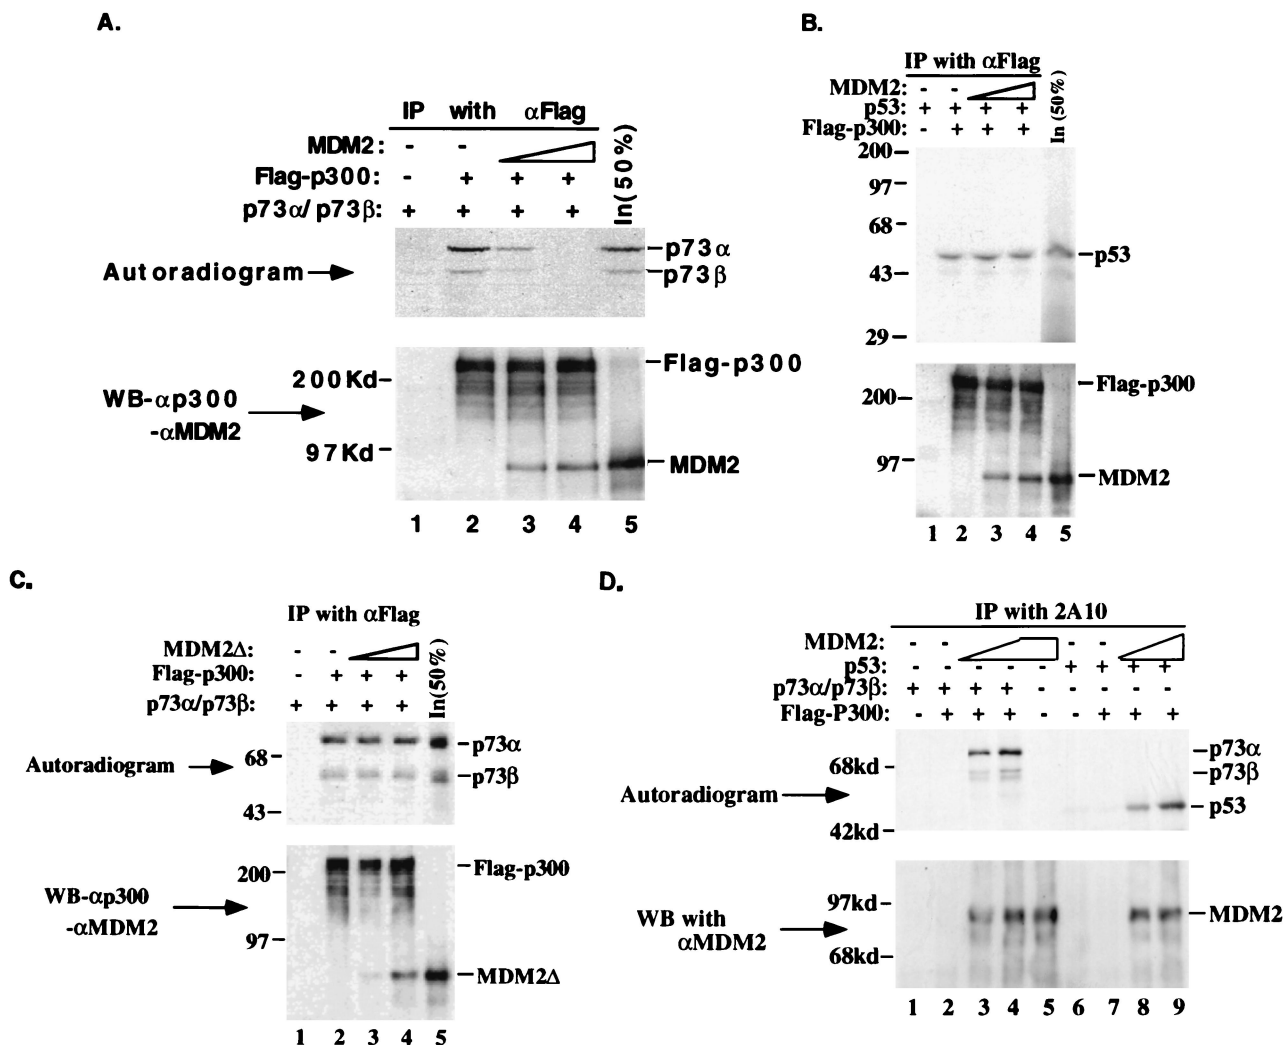 A.
IP with αFlag
MDM2: - -
Flag-p300: - + + +
p73α/p73β: + + + +
In(50%)
Autoradiogram
p73α
p73β
WB-αp300
-αMDM2
200Kd
97Kd
Flag-p300
MDM2
1 2 3 4 5
B.
IP with αFlag
MDM2: - -
p53: + + + +
Flag-p300: - + + +
In (50%)
200
97
68
43
29
p53
200
97
Flag-p300
MDM2
1 2 3 4 5
C.
IP with αFlag
MDM2Δ: - -
Flag-p300: - + + +
p73α/p73β: + + + +
In(50%)
Autoradiogram
68
43
p73α
p73β
WB-αp300
-αMDM2
200
97
Flag-p300
MDM2Δ
1 2 3 4 5
D.
IP with 2A10
MDM2: - - - -
p53: - - - - - + + + +
p73α/p73β: + + + + - - - - -
Flag-P300: - + + + - - + + +
Autoradiogram
68kd
42kd
p73α
p73β
p53
WB with
αMDM2
97kd
68kd
MDM2
1 2 3 4 5 6 7 8 9